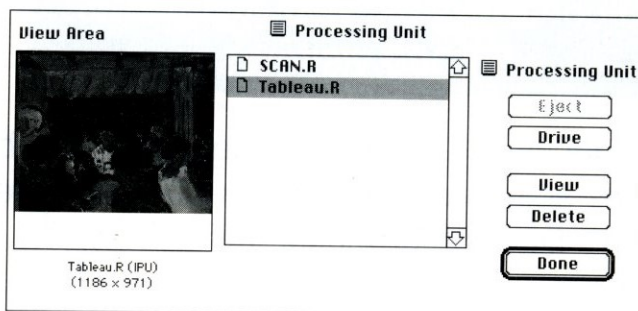 View Area
Processing Unit
SCAN.R
Tableau.R
Processing Unit
Eject
Drive
View
Delete
Done
Tableau.R (IPU)
(1186 x 971)